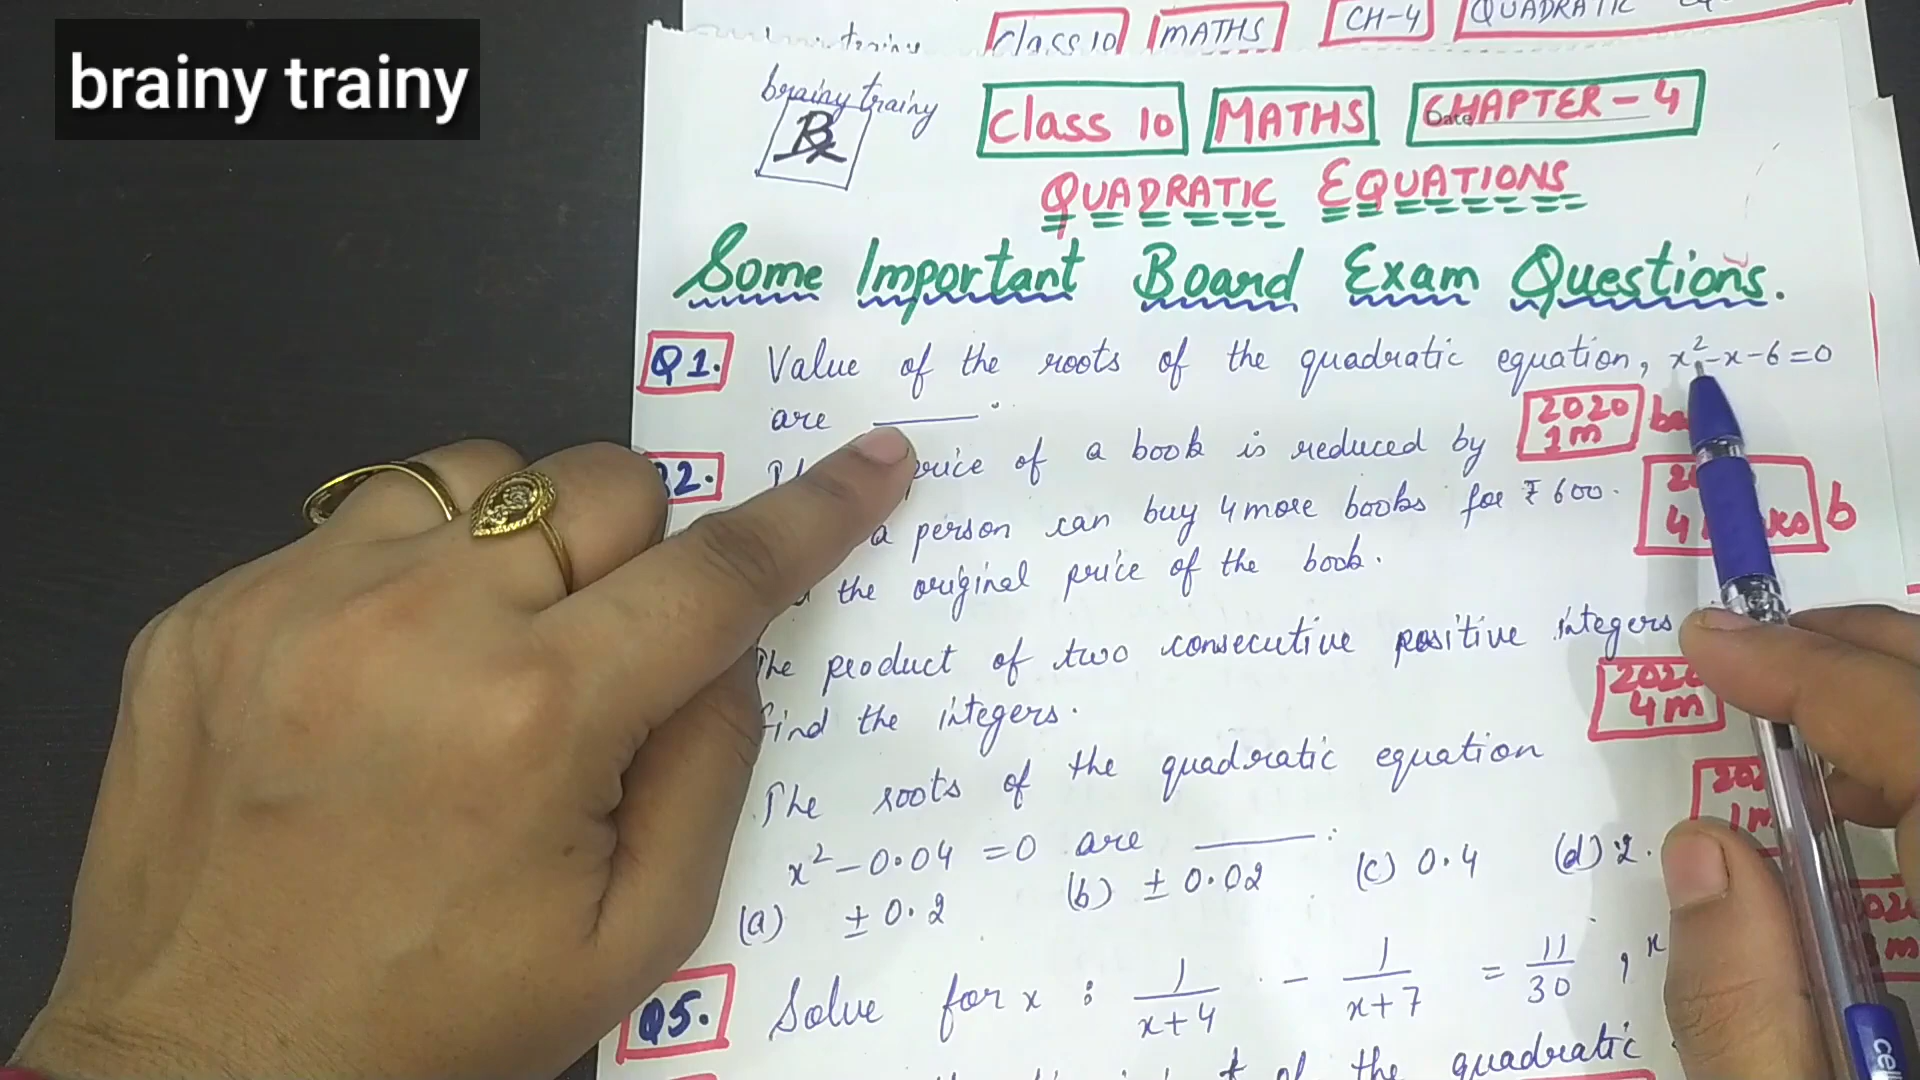 brainy trainy
Class 10 MATHS CH-4 QUADRATIC
brainy trainy
Class 10 MATHS CHAPTER-4
Date
QUADRATIC EQUATIONS
Some Important Board Exam Questions.
Q1. Value of the roots of the quadratic equation, x²-x-6=0
are ______. 2020 1m
price of a book is reduced by
a person can buy 4 more books for ₹600.
the original price of the book.
The product of two consecutive positive integers
find the integers. 4m
The roots of the quadratic equation
x²-0.04=0 are ______:
(a) ±0.2 (b) ±0.02 (c) 0.4 (d) 2.
Q5. Solve for x : 1/(x+4) - 1/(x+7) = 11/30, x
of the quadratic